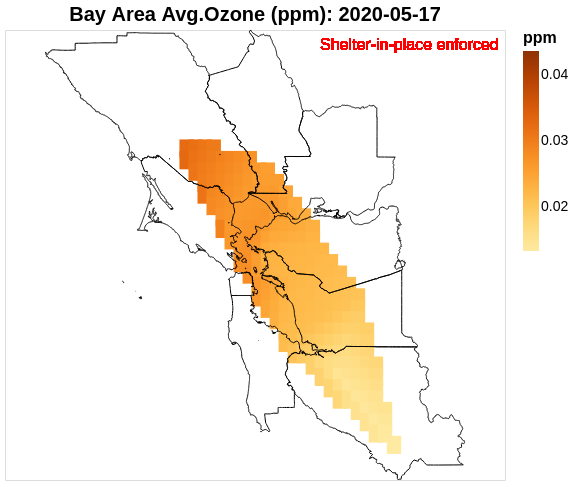 Bay Area Avg.Ozone (ppm): 2020-05-17
Shelter-in-place enforced
ppm
0.04
0.03
0.02